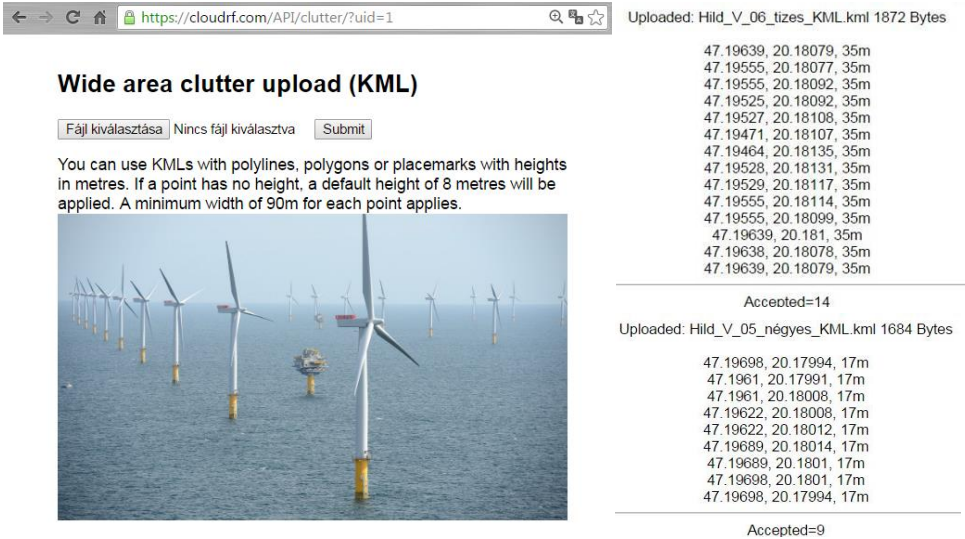 https://cloudrf.com/API/clutter/?uid=1
Wide area clutter upload (KML)
Fájl kiválasztása Nincs fájl kiválasztva Submit
You can use KMLs with polylines, polygons or placemarks with heights
in metres. If a point has no height, a default height of 8 metres will be
applied. A minimum width of 90m for each point applies.
Uploaded: Hild_V_06_tizes_KML.kml 1872 Bytes
47.19639, 20.18079, 35m
47.19555, 20.18077, 35m
47.19555, 20.18092, 35m
47.19525, 20.18092, 35m
47.19527, 20.18108, 35m
47.19471, 20.18107, 35m
47.19464, 20.18135, 35m
47.19528, 20.18131, 35m
47.19529, 20.18117, 35m
47.19555, 20.18114, 35m
47.19555, 20.18099, 35m
47.19639, 20.181, 35m
47.19638, 20.18078, 35m
47.19639, 20.18079, 35m
Accepted=14
Uploaded: Hild_V_05_négyes_KML.kml 1684 Bytes
47.19698, 20.17994, 17m
47.1961, 20.17991, 17m
47.1961, 20.18008, 17m
47.19622, 20.18008, 17m
47.19622, 20.18012, 17m
47.19689, 20.18014, 17m
47.19689, 20.1801, 17m
47.19698, 20.1801, 17m
47.19698, 20.17994, 17m
Accepted=9